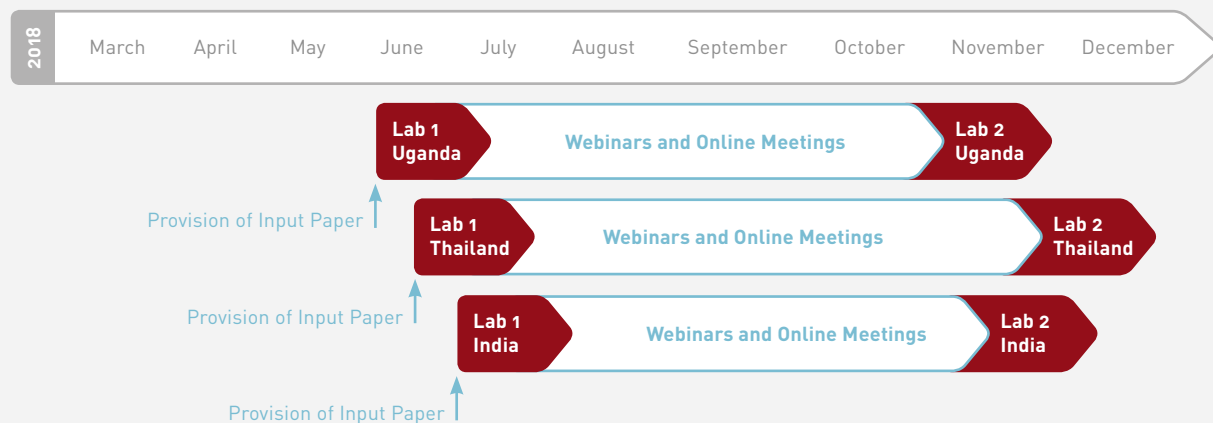 2018
March April May June July August September October November December
Lab 1
Uganda
Webinars and Online Meetings
Lab 2
Uganda
Provision of Input Paper
Lab 1
Thailand
Webinars and Online Meetings
Lab 2
Thailand
Provision of Input Paper
Lab 1
India
Webinars and Online Meetings
Lab 2
India
Provision of Input Paper